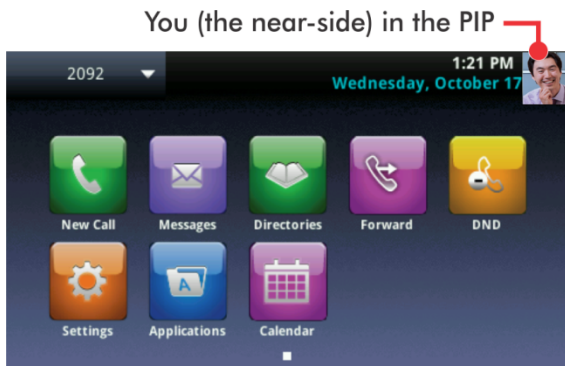 You (the near-side) in the PIP
2092
1:21 PM
Wednesday, October 17
New Call
Messages
Directories
Forward
DND
Settings
A
Applications
Calendar